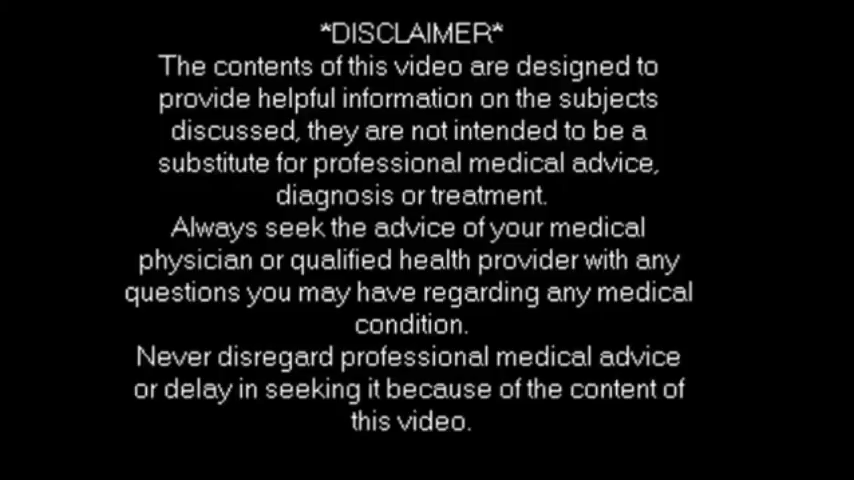 *DISCLAIMER*
The contents of this video are designed to
provide helpful information on the subjects
discussed, they are not intended to be a
substitute for professional medical advice,
diagnosis or treatment.
Always seek the advice of your medical
physician or qualified health provider with any
questions you may have regarding any medical
condition.
Never disregard professional medical advice
or delay in seeking it because of the content of
this video.